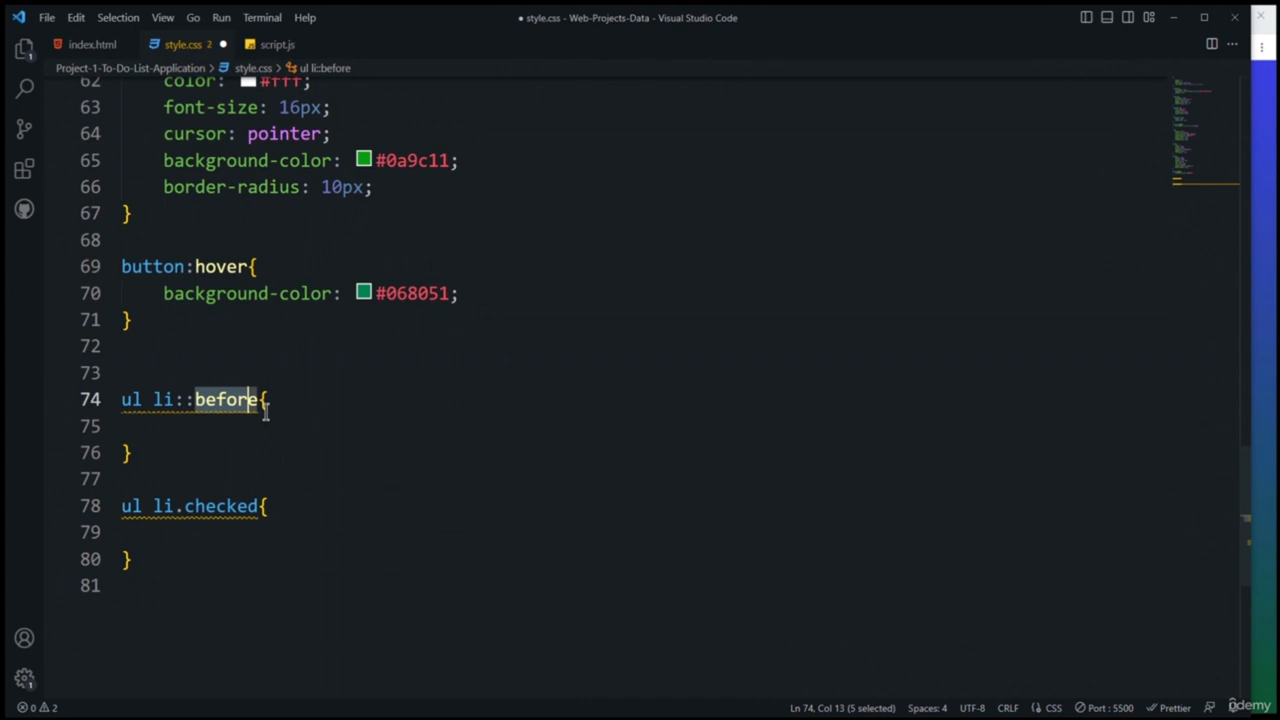 File Edit Selection View Go Run Terminal Help
● style.css - Web-Projects-Data - Visual Studio Code
index.html style.css 2 ● script.js
Project-1-To-Do-List-Application > style.css > ul li::before
62 color: #fff;
63 font-size: 16px;
64 cursor: pointer;
65 background-color: #0a9c11;
66 border-radius: 10px;
67 }
68
69 button:hover{
70 background-color: #068051;
71 }
72
73
74 ul li::before{
75
76 }
77
78 ul li.checked{
79
80 }
81
1
1
0 2 Ln 74, Col 13 (5 selected) Spaces: 4 UTF-8 CRLF CSS Port : 5500 Prettier
ûdemy